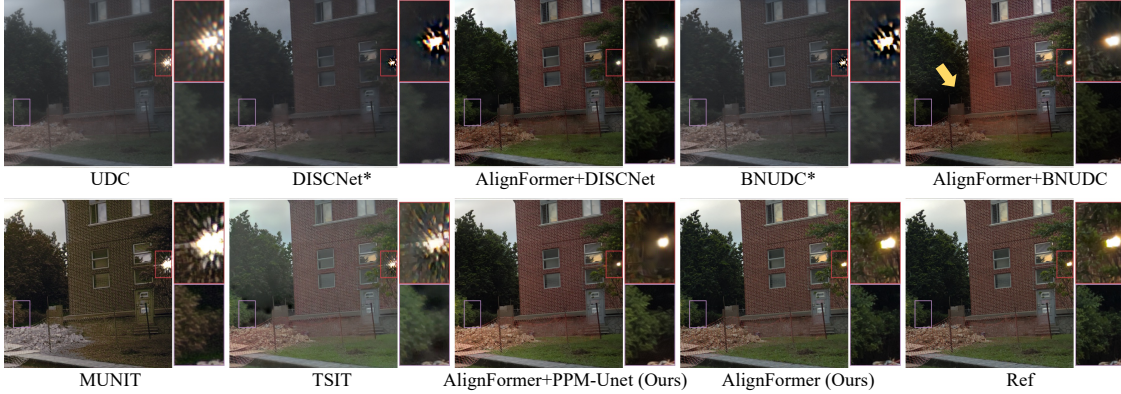 UDC
DISCNet*
AlignFormer+DISCNet
BNUDC*
AlignFormer+BNUDC
MUNIT
TSIT
AlignFormer+PPM-Unet (Ours)
AlignFormer (Ours)
Ref